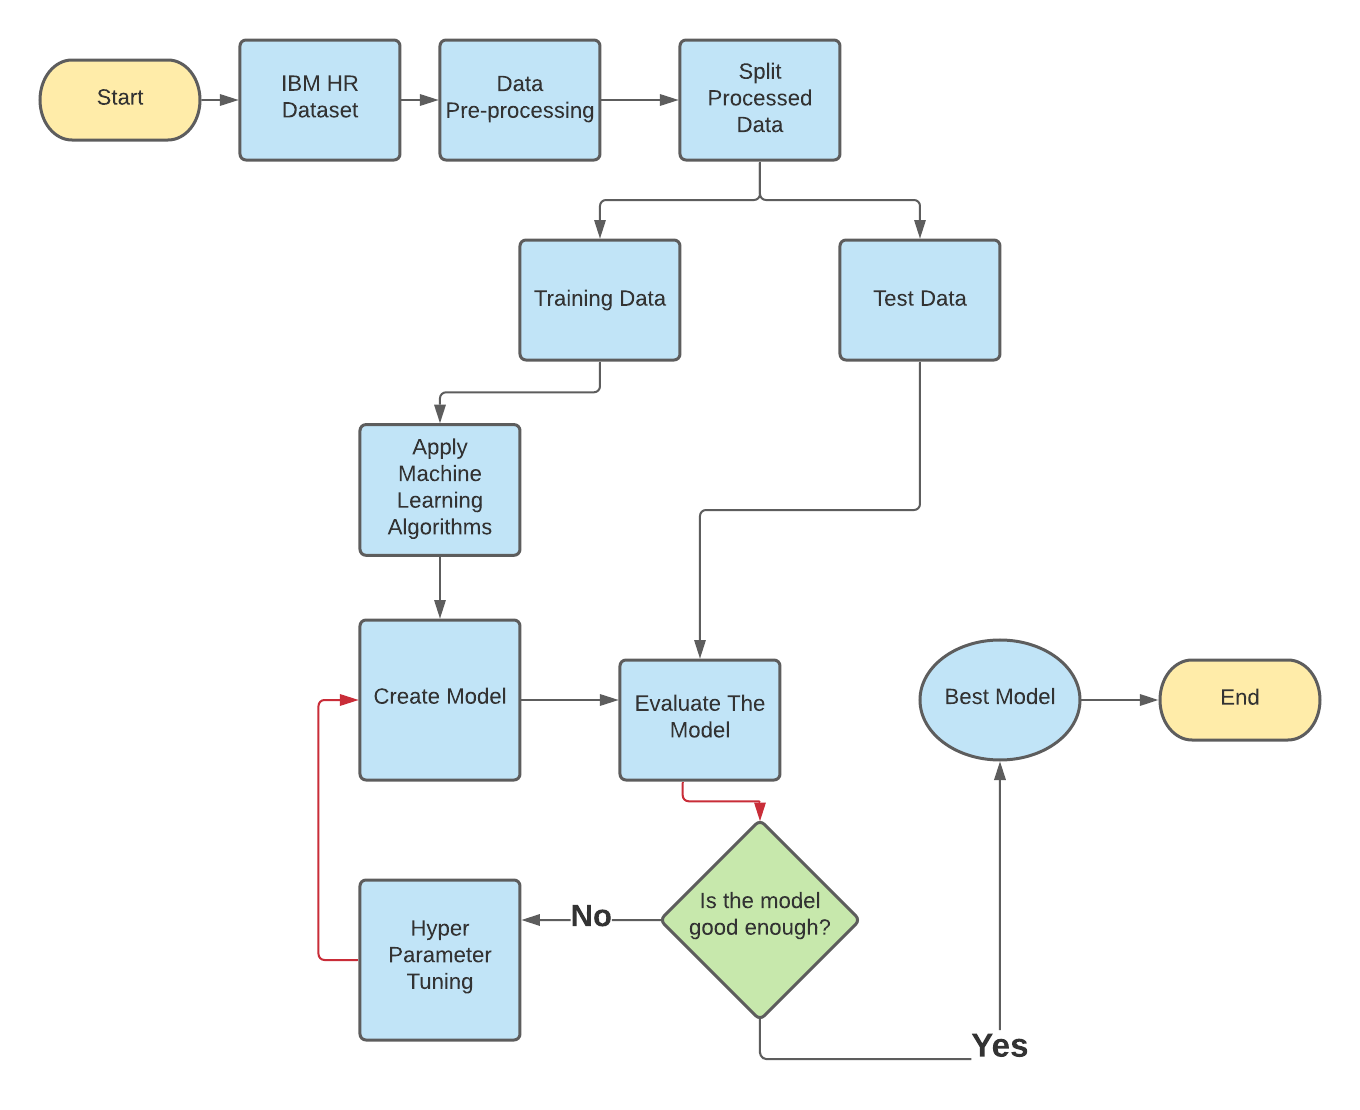 Start
IBM HR
Dataset
Data
Pre-processing
Split
Processed
Data
Training Data
Test Data
Apply
Machine
Learning
Algorithms
Create Model
Evaluate The
Model
Best Model
End
Is the model
good enough?
No
Hyper
Parameter
Tuning
Yes